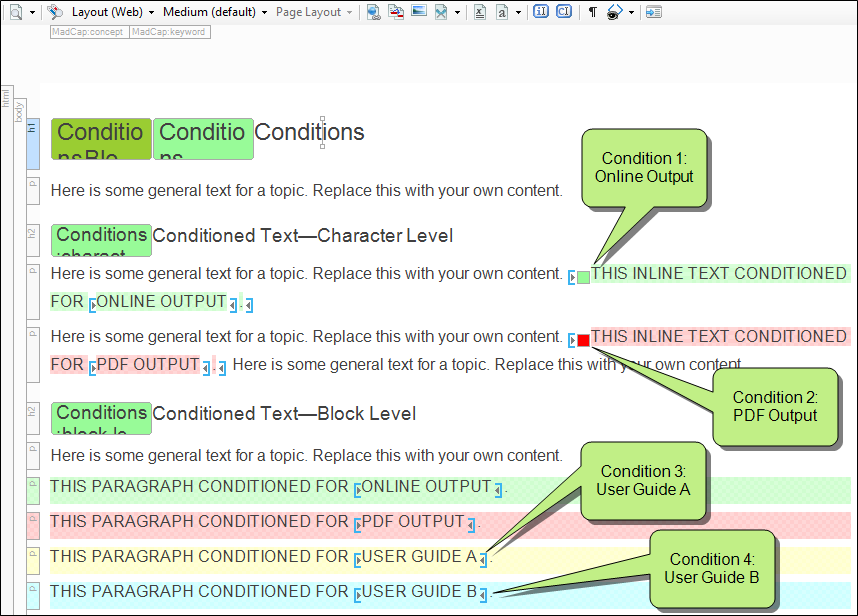 Layout (Web) Medium (default) Page Layout
MadCap:concept MadCap:keyword
html
body
h1
Conditio Conditio Conditions
nsBlo ns
Condition 1:
Online Output
p
Here is some general text for a topic. Replace this with your own content.
h2
Conditions Conditioned Text—Character Level
:charact
p
Here is some general text for a topic. Replace this with your own content. THIS INLINE TEXT CONDITIONED
FOR ONLINE OUTPUT .
p
Here is some general text for a topic. Replace this with your own content. THIS INLINE TEXT CONDITIONED
FOR PDF OUTPUT . Here is some general text for a topic. Replace this with your own content.
Condition 2:
PDF Output
h2
Conditions Conditioned Text—Block Level
:block-le
p
Here is some general text for a topic. Replace this with your own content.
Condition 3:
User Guide A
p
THIS PARAGRAPH CONDITIONED FOR ONLINE OUTPUT .
p
THIS PARAGRAPH CONDITIONED FOR PDF OUTPUT .
p
THIS PARAGRAPH CONDITIONED FOR USER GUIDE A .
Condition 4:
User Guide B
p
THIS PARAGRAPH CONDITIONED FOR USER GUIDE B .